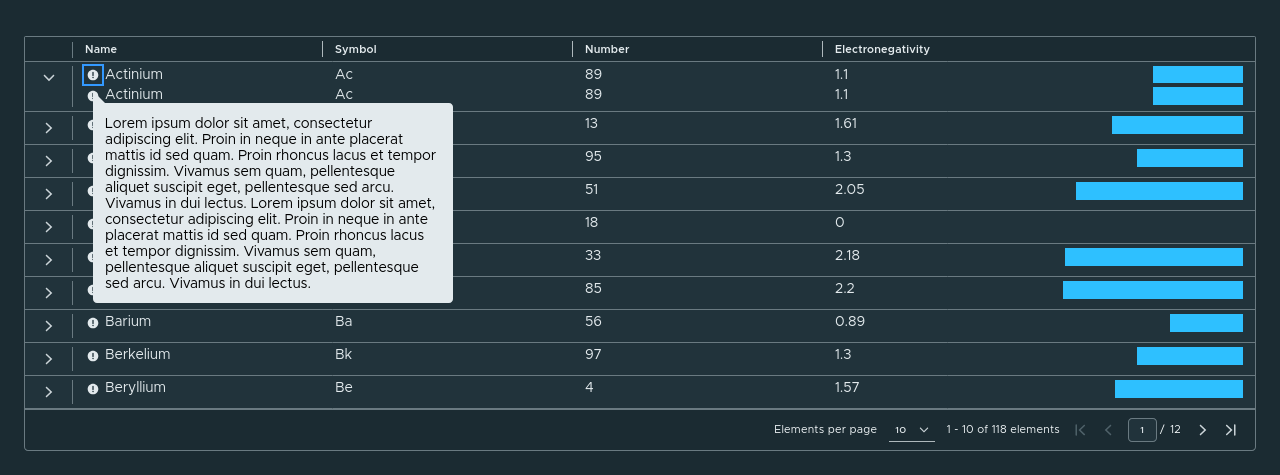 Name Symbol Number Electronegativity
Actinium Ac 89 1.1
Actinium Ac 89 1.1
Lorem ipsum dolor sit amet, consectetur
adipiscing elit. Proin in neque in ante placerat
mattis id sed quam. Proin rhoncus lacus et tempor
dignissim. Vivamus sem quam, pellentesque
aliquet suscipit eget, pellentesque sed arcu.
Vivamus in dui lectus. Lorem ipsum dolor sit amet,
consectetur adipiscing elit. Proin in neque in ante
placerat mattis id sed quam. Proin rhoncus lacus
et tempor dignissim. Vivamus sem quam,
pellentesque aliquet suscipit eget, pellentesque
sed arcu. Vivamus in dui lectus.
13 1.61
95 1.3
51 2.05
18 0
33 2.18
85 2.2
Barium Ba 56 0.89
Berkelium Bk 97 1.3
Beryllium Be 4 1.57
Elements per page 10 1 - 10 of 118 elements 1 / 12